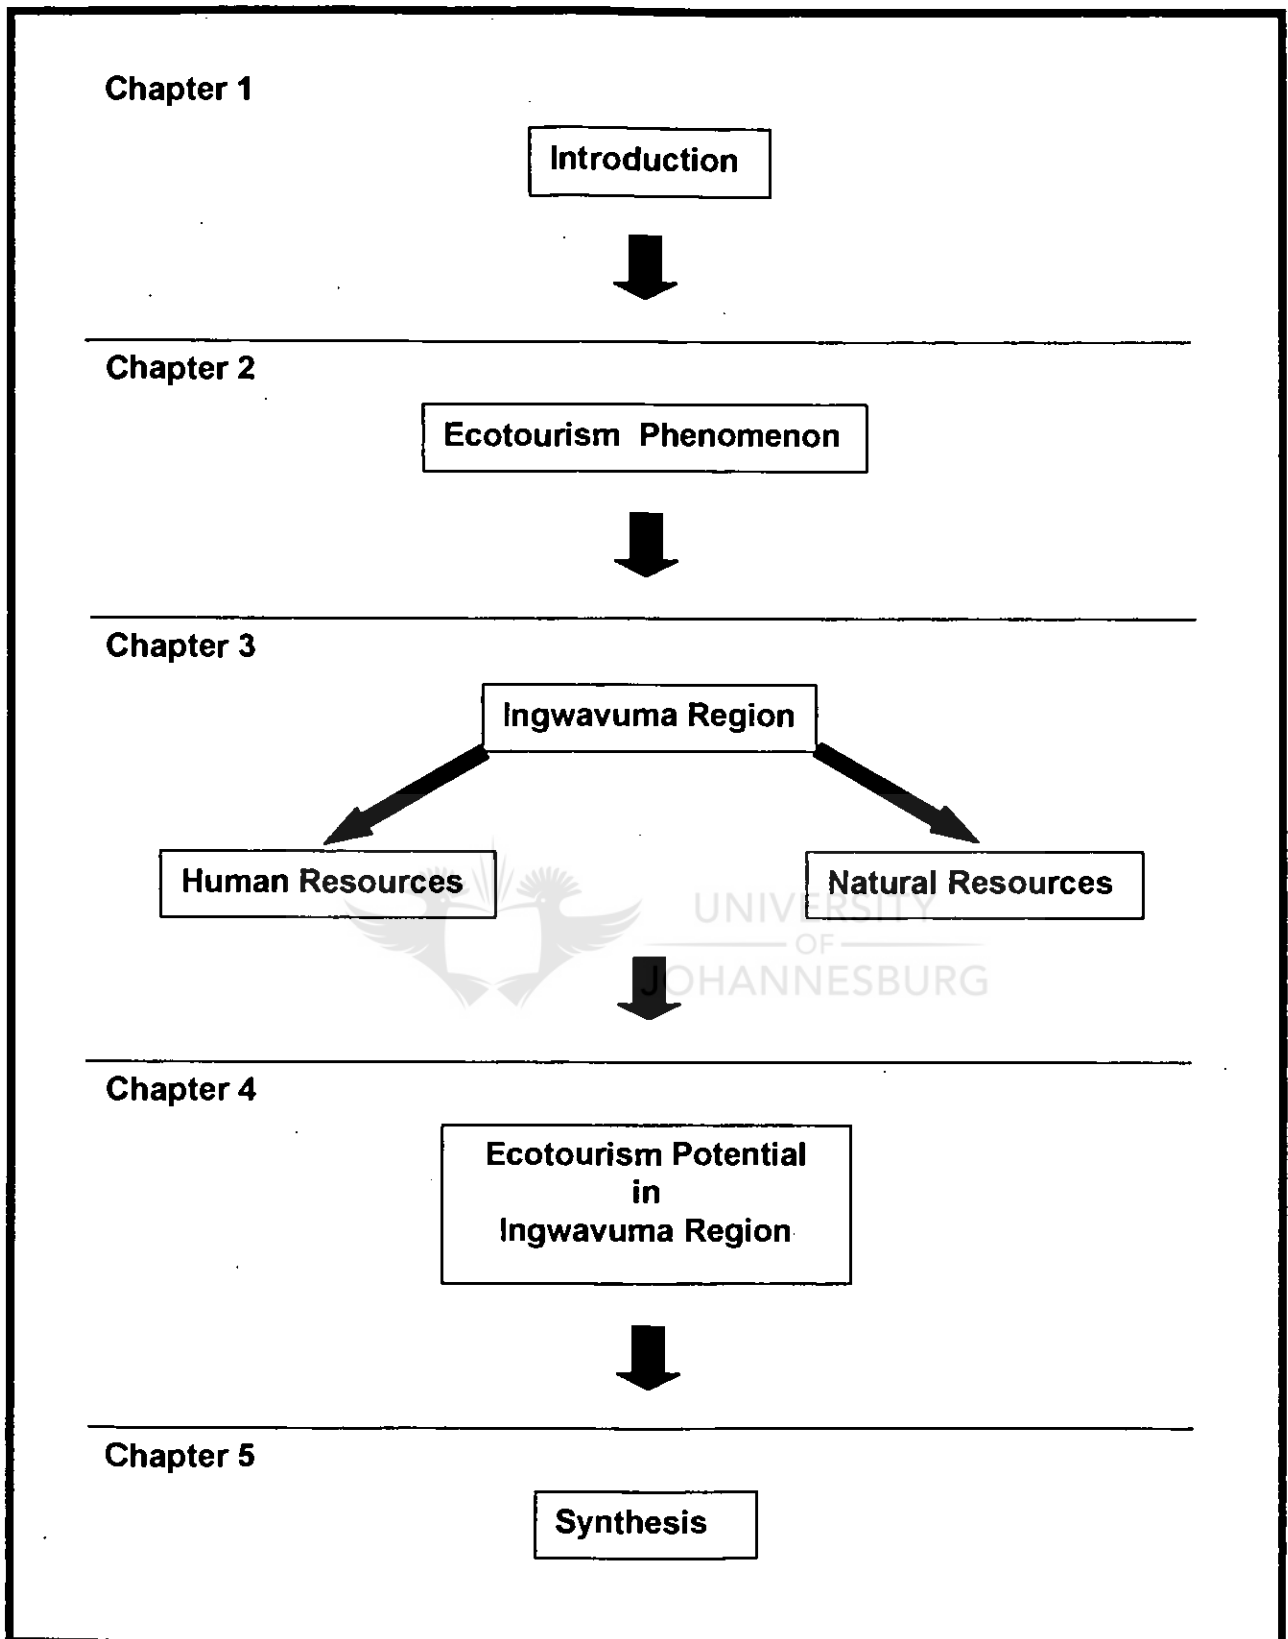 Chapter 1
Introduction
Chapter 2
Ecotourism Phenomenon
Chapter 3
Ingwavuma Region
Human Resources
Natural Resources
UNIVERSITY
OF
JOHANNESBURG
Chapter 4
Ecotourism Potential
in
Ingwavuma Region
Chapter 5
Synthesis